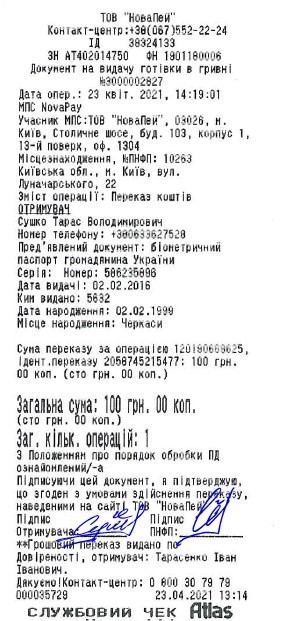 ТОВ "НоваПей"
Контакт-центр:+38(067)552-22-24
ІД 38324133
ЗН АТ402014750 ФН 1901180006
Документ на видачу готівки в гривні
№3000002827
Дата опер.: 23 квіт. 2021, 14:19:01
МПС NovaPay
Учасник МПС:ТОВ "НоваПей", 03026, м.
Київ, Столичне шосе, буд. 103, корпус 1,
13-й поверх, оф. 1304
Місцезнаходження, №ПНФП: 10263
Київська обл., м. Київ, вул.
Луначарського, 22
Зміст операції: Переказ коштів
ОТРИМУВАЧ
Сушко Тарас Володимирович
Номер телефону: +380633627528
Пред'явлений документ: біометричний
паспорт громадянина України
Серія: Номер: 586235896
Дата видачі: 02.02.2016
Ким видано: 5632
Дата народження: 02.02.1999
Місце народження: Черкаси
Сума переказу за операцією 120190668625,
ідент.переказу 2058745215477: 100 грн.
00 коп. (сто грн. 00 коп.)
Загальна сума: 100 грн. 00 коп.
(сто грн. 00 коп.)
Заг. кільк. операцій: 1
З Положенням про порядок обробки ПД
ознайомлений/-а
Підписуючи цей документ, я підтверджую,
що згоден з умовами здійснення переказу,
наведеними на сайті ТОВ "НоваПей"
Підпис Підпис
Отримувача: ПНФП:
**Грошовий переказ видано по
Довіреності, отримувач: Тарасенко Іван
Іванович.
Дякуємо!Контакт-центр: 0 800 30 79 79
000035729 23.04.2021 13:14
СЛУЖБОВИЙ ЧЕК Atlas